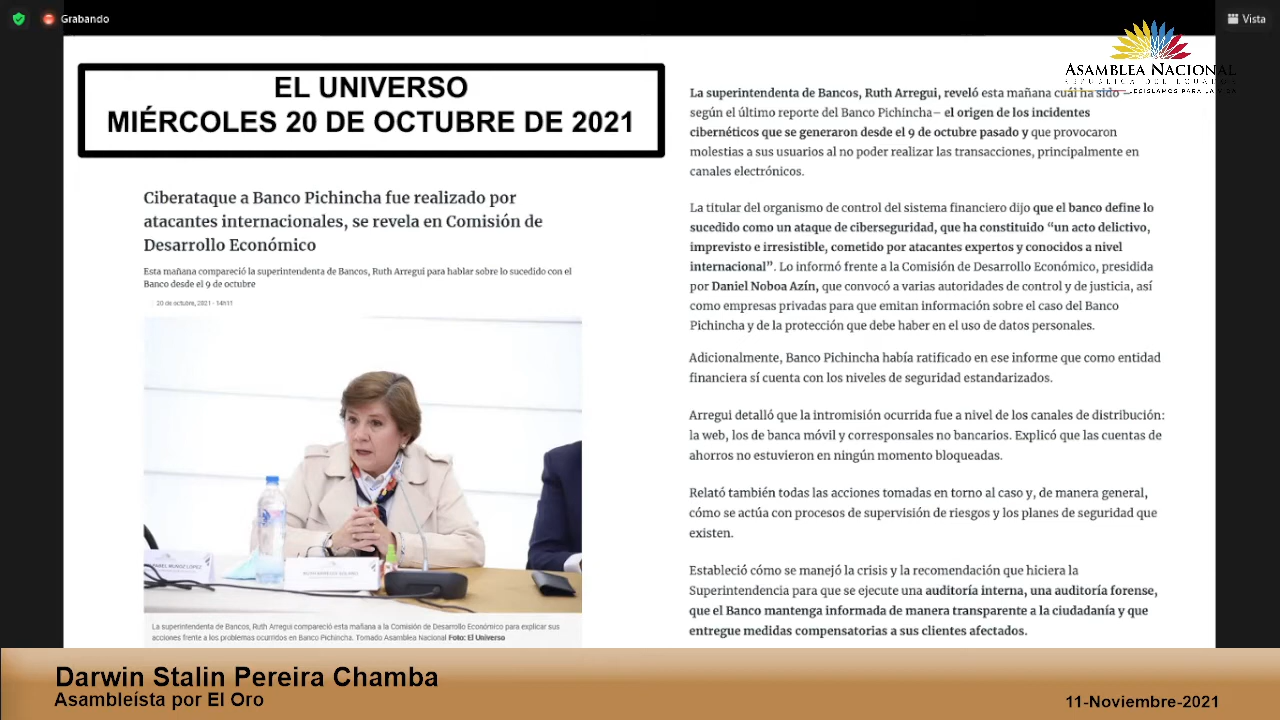 Grabando
Vista
ASAMBLEA NACIONAL
EL UNIVERSO
MIÉRCOLES 20 DE OCTUBRE DE 2021
Ciberataque a Banco Pichincha fue realizado por
atacantes internacionales, se revela en Comisión de
Desarrollo Económico
Esta mañana compareció la superintendenta de Bancos, Ruth Arregui para hablar sobre lo sucedido con el
Banco desde el 9 de octubre
20 de octubre, 2021 - 14h11
La superintendenta de Bancos, Ruth Arregui compareció esta mañana a la Comisión de Desarrollo Económico para explicar sus
acciones frente a los problemas ocurridos en Banco Pichincha. Tomado Asamblea Nacional Foto: El Universo
La superintendenta de Bancos, Ruth Arregui, reveló esta mañana cuál ha sido –
según el último reporte del Banco Pichincha– el origen de los incidentes
cibernéticos que se generaron desde el 9 de octubre pasado y que provocaron
molestias a sus usuarios al no poder realizar las transacciones, principalmente en
canales electrónicos.
La titular del organismo de control del sistema financiero dijo que el banco define lo
sucedido como un ataque de ciberseguridad, que ha constituido “un acto delictivo,
imprevisto e irresistible, cometido por atacantes expertos y conocidos a nivel
internacional”. Lo informó frente a la Comisión de Desarrollo Económico, presidida
por Daniel Noboa Azín, que convocó a varias autoridades de control y de justicia, así
como empresas privadas para que emitan información sobre el caso del Banco
Pichincha y de la protección que debe haber en el uso de datos personales.
Adicionalmente, Banco Pichincha había ratificado en ese informe que como entidad
financiera sí cuenta con los niveles de seguridad estandarizados.
Arregui detalló que la intromisión ocurrida fue a nivel de los canales de distribución:
la web, los de banca móvil y corresponsales no bancarios. Explicó que las cuentas de
ahorros no estuvieron en ningún momento bloqueadas.
Relató también todas las acciones tomadas en torno al caso y, de manera general,
cómo se actúa con procesos de supervisión de riesgos y los planes de seguridad que
existen.
Estableció cómo se manejó la crisis y la recomendación que hiciera la
Superintendencia para que se ejecute una auditoría interna, una auditoría forense,
que el Banco mantenga informada de manera transparente a la ciudadanía y que
entregue medidas compensatorias a sus clientes afectados.
Darwin Stalin Pereira Chamba
Asambleísta por El Oro
11-Noviembre-2021